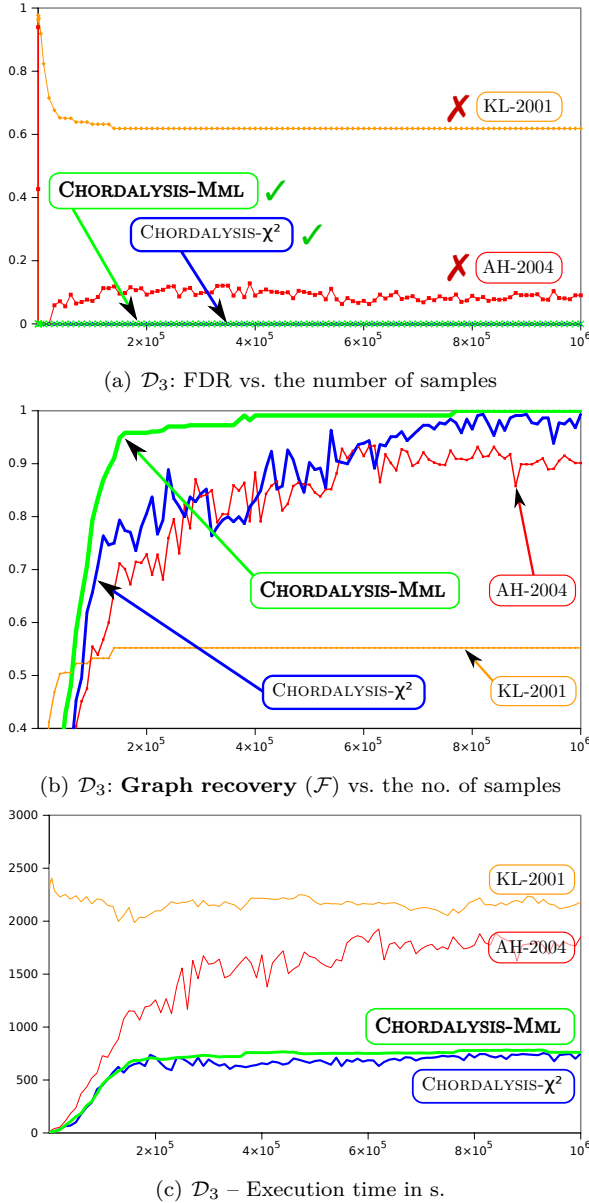 1
0.8
0.6
0.4
0.2
0
KL-2001
CHORDALYSIS-MML
CHORDALYSIS-χ²
AH-2004
2×10⁵ 4×10⁵ 6×10⁵ 8×10⁵ 10⁶
(a) 𝒟₃: FDR vs. the number of samples
1
0.9
0.8
0.7
0.6
0.5
0.4
CHORDALYSIS-MML
AH-2004
CHORDALYSIS-χ²
KL-2001
2×10⁵ 4×10⁵ 6×10⁵ 8×10⁵ 10⁶
(b) 𝒟₃: Graph recovery (ℱ) vs. the no. of samples
3000
2500
2000
1500
1000
500
0
KL-2001
AH-2004
CHORDALYSIS-MML
CHORDALYSIS-χ²
2×10⁵ 4×10⁵ 6×10⁵ 8×10⁵ 10⁶
(c) 𝒟₃ – Execution time in s.